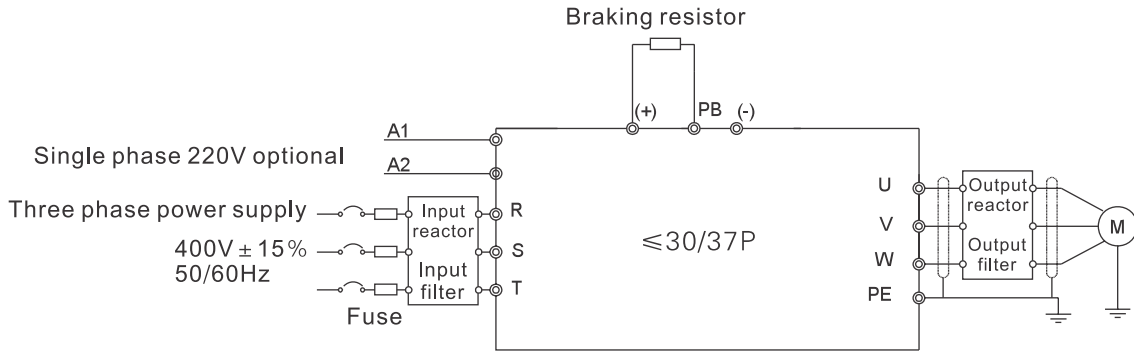 Braking resistor
(+)
PB
(-)
A1
A2
Single phase 220V optional
Three phase power supply
400V ± 15%
50/60Hz
Fuse
Input
reactor
Input
filter
R
S
T
≤30/37P
U
V
W
PE
Output
reactor
Output
filter
M